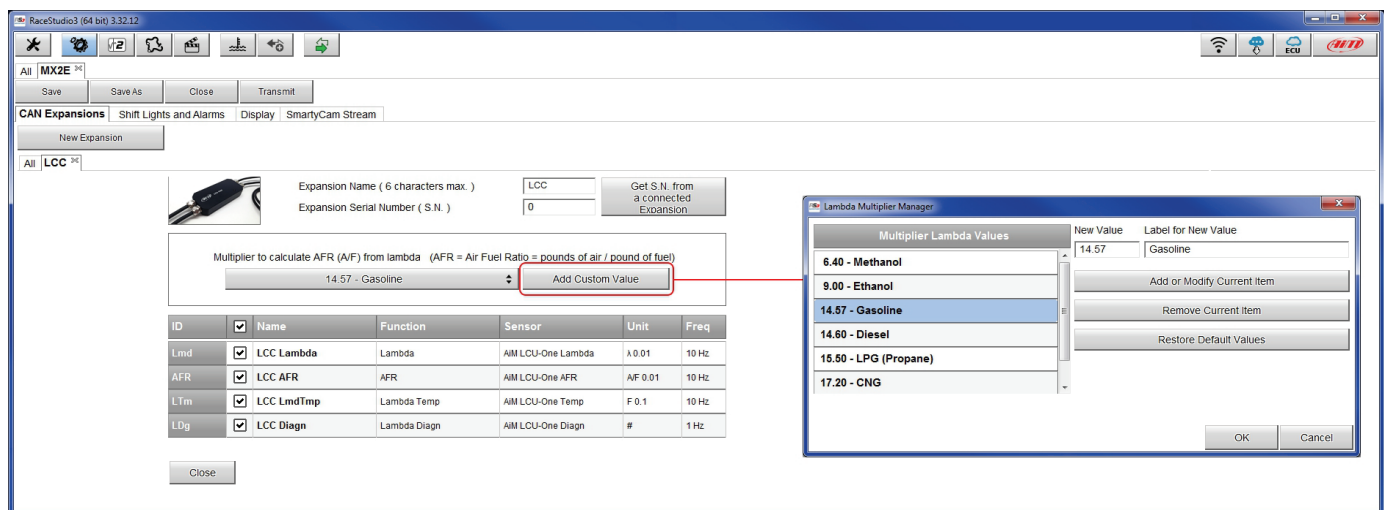 RaceStudio3 (64 bit) 3.32.12
ECU
All MX2E
Save Save As Close Transmit
CAN Expansions Shift Lights and Alarms Display SmartyCam Stream
New Expansion
All LCC
Expansion Name ( 6 characters max. ) LCC
Expansion Serial Number ( S.N. ) 0
Get S.N. from
a connected
Expansion
Multiplier to calculate AFR (A/F) from lambda (AFR = Air Fuel Ratio = pounds of air / pound of fuel)
14.57 - Gasoline Add Custom Value
ID Name Function Sensor Unit Freq
Lmd LCC Lambda Lambda AiM LCU-One Lambda λ 0.01 10 Hz
AFR LCC AFR AFR AiM LCU-One AFR A/F 0.01 10 Hz
LTm LCC LmdTmp Lambda Temp AiM LCU-One Temp F 0.1 10 Hz
LDg LCC Diagn Lambda Diagn AiM LCU-One Diagn # 1 Hz
Close
Lambda Multiplier Manager
Multiplier Lambda Values
6.40 - Methanol
9.00 - Ethanol
14.57 - Gasoline
14.60 - Diesel
15.50 - LPG (Propane)
17.20 - CNG
New Value Label for New Value
14.57 Gasoline
Add or Modify Current Item
Remove Current Item
Restore Default Values
OK Cancel